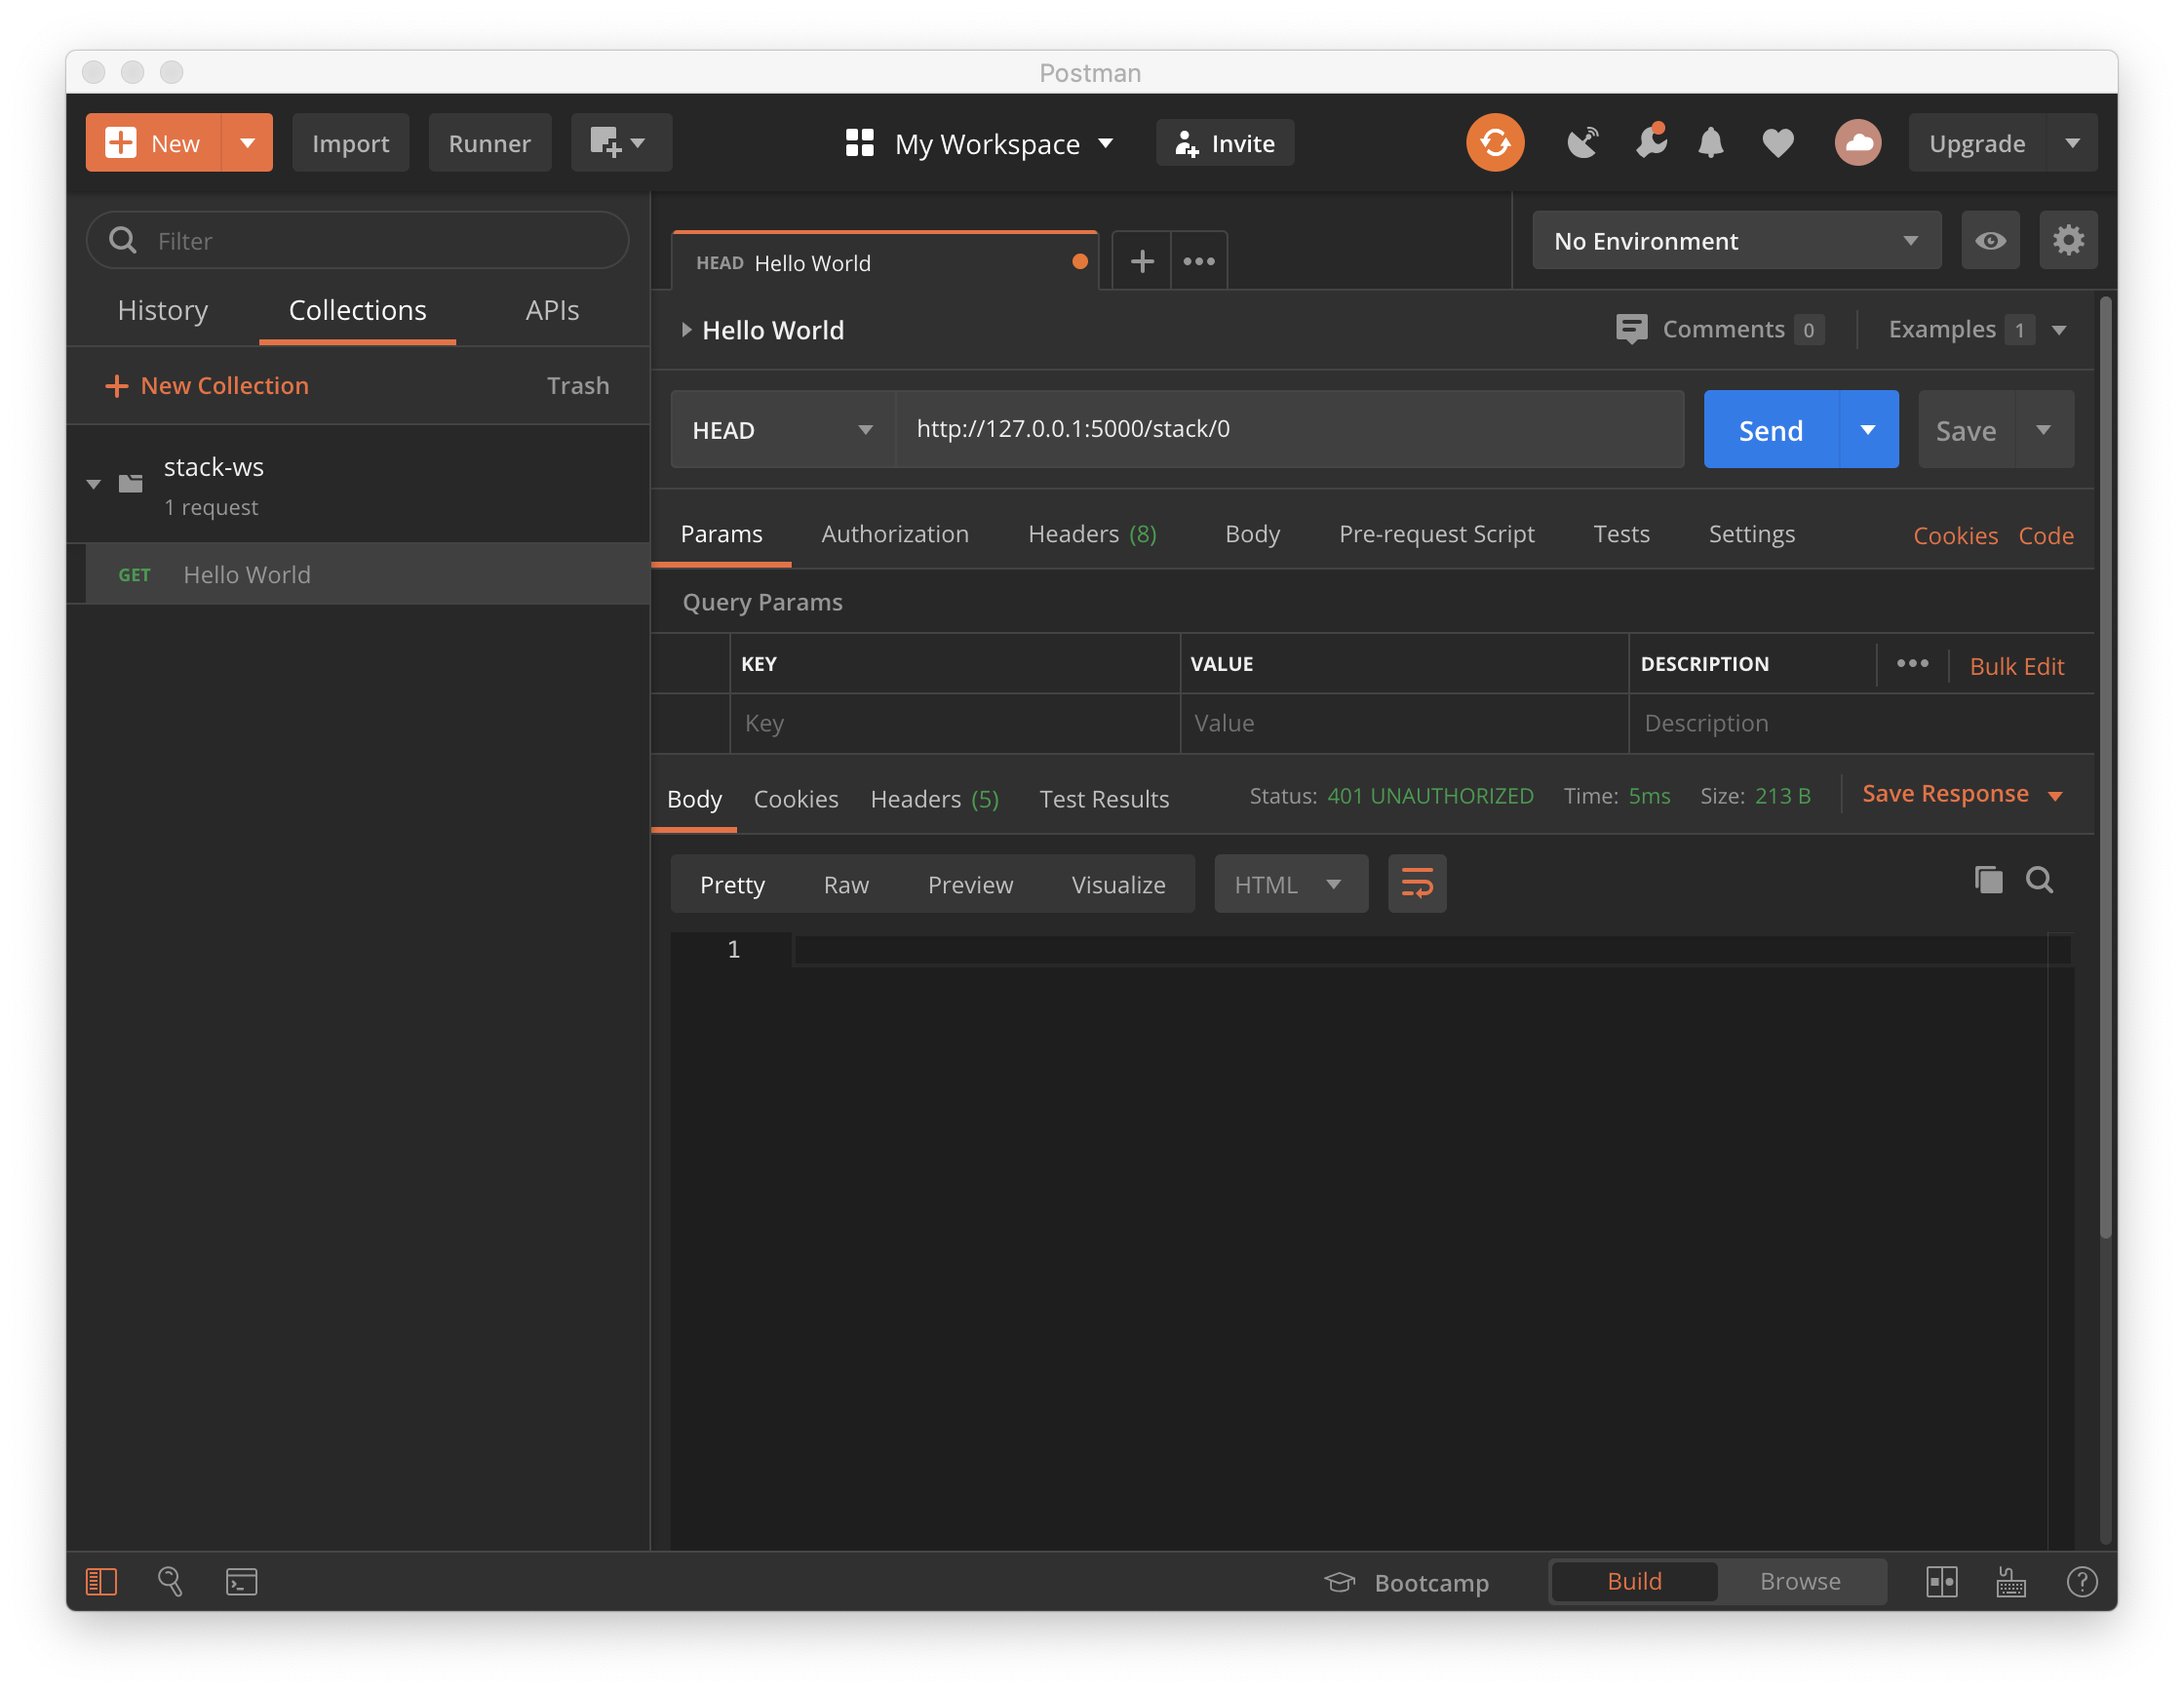 Postman
New
Import
Runner
My Workspace
Invite
Upgrade
Filter
History
Collections
APIs
New Collection
Trash
stack-ws
1 request
GET Hello World
HEAD Hello World
No Environment
Hello World
Comments 0
Examples 1
HEAD
http://127.0.0.1:5000/stack/0
Send
Save
Params
Authorization
Headers (8)
Body
Pre-request Script
Tests
Settings
Cookies
Code
Query Params
KEY
VALUE
DESCRIPTION
Bulk Edit
Key
Value
Description
Body
Cookies
Headers (5)
Test Results
Status: 401 UNAUTHORIZED
Time: 5ms
Size: 213 B
Save Response
Pretty
Raw
Preview
Visualize
HTML
1
Bootcamp
Build
Browse